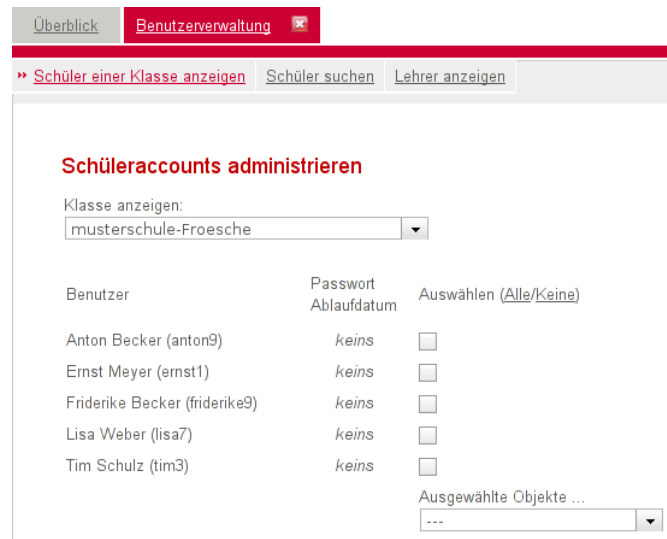 Überblick Benutzerverwaltung
Schüler einer Klasse anzeigen Schüler suchen Lehrer anzeigen
Schüleraccounts administrieren
Klasse anzeigen:
musterschule-Froesche
Benutzer Passwort Ablaufdatum Auswählen (Alle/Keine)
Anton Becker (anton9) keins
Ernst Meyer (ernst1) keins
Friderike Becker (friderike9) keins
Lisa Weber (lisa7) keins
Tim Schulz (tim3) keins
Ausgewählte Objekte ...
---